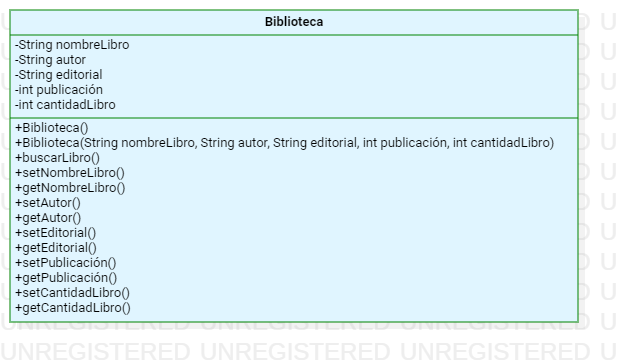 Biblioteca
-String nombreLibro
-String autor
-String editorial
-int publicación
-int cantidadLibro
+Biblioteca()
+Biblioteca(String nombreLibro, String autor, String editorial, int publicación, int cantidadLibro)
+buscarLibro()
+setNombreLibro()
+getNombreLibro()
+setAutor()
+getAutor()
+setEditorial()
+getEditorial()
+setPublicación()
+getPublicación()
+setCantidadLibro()
+getCantidadLibro()
UNREGISTERED UNREGISTERED UNREGISTERED U
UNREGISTERED UNREGISTERED UNREGISTERED U